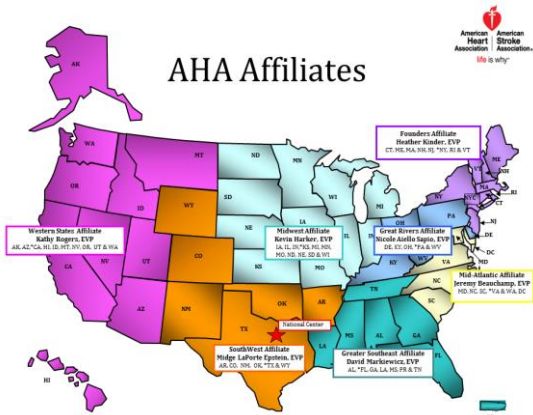 American Heart Association
American Stroke Association®
life is why™
AHA Affiliates
AK
WA
MT
ND
MN
OR
ID
SD
WI
MI
WY
NE
CA
NV
UT
CO
KS
MO
AZ
NM
OK
AR
TX
LA
MS
AL
GA
FL
TN
SC
NC
VA
WV
KY
OH
PA
NY
ME
VT
NH
MA
RI
CT
NJ
DE
DC
MD
HI
Founders Affiliate
Heather Kinder, EVP
CT, ME, MA, NH, NJ, *NY, RI & VT
Western States Affiliate
Kathy Rogers, EVP
AK, AZ,*CA, HI, ID, MT, NV, OR, UT & WA
Midwest Affiliate
Kevin Harker, EVP
IA, IL, IN,*KS, MI, MN,
MO, ND, NE, SD & WI
Great Rivers Affiliate
Nicole Aiello Sapio, EVP
DE, KY, OH, *PA & WV
Mid-Atlantic Affiliate
Jeremy Beauchamp, EVP
MD, NC, SC, *VA & WA, DC
National Center
SouthWest Affiliate
Midge LaPorte Epstein, EVP
AR, CO, NM, OK, *TX & WY
Greater Southeast Affiliate
David Markiewicz, EVP
AL, *FL, GA, LA, MS, PR & TN